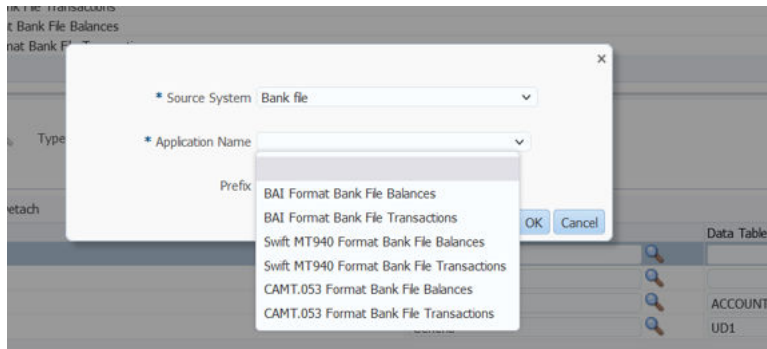 Bank File Balances
* Source System Bank file
Type
* Application Name
Prefix
BAI Format Bank File Balances
BAI Format Bank File Transactions
Swift MT940 Format Bank File Balances
Swift MT940 Format Bank File Transactions
CAMT.053 Format Bank File Balances
CAMT.053 Format Bank File Transactions
OK Cancel
Data Table
ACCOUNT
UD1